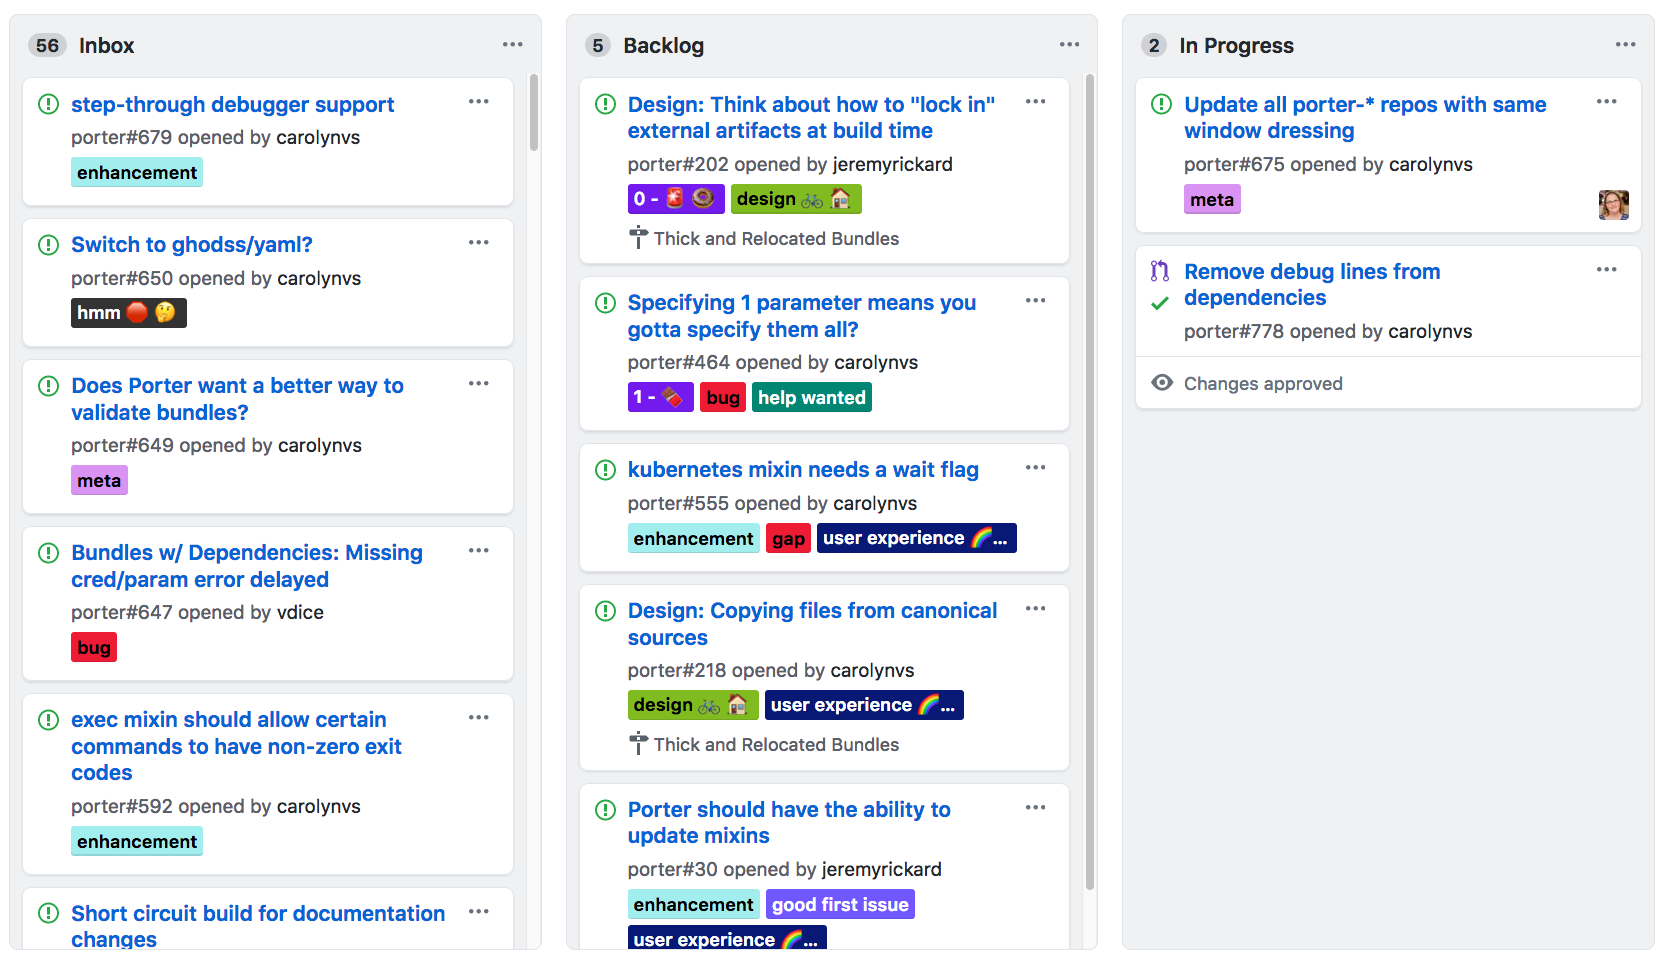 56 Inbox
step-through debugger support
porter#679 opened by carolynvs
enhancement
Switch to ghodss/yaml?
porter#650 opened by carolynvs
hmm 🛑 🤔
Does Porter want a better way to
validate bundles?
porter#649 opened by carolynvs
meta
Bundles w/ Dependencies: Missing
cred/param error delayed
porter#647 opened by vdice
bug
exec mixin should allow certain
commands to have non-zero exit
codes
porter#592 opened by carolynvs
enhancement
Short circuit build for documentation
changes
5 Backlog
Design: Think about how to "lock in"
external artifacts at build time
porter#202 opened by jeremyrickard
0 - 🚨 🍩 design 🚲 🏠
Thick and Relocated Bundles
Specifying 1 parameter means you
gotta specify them all?
porter#464 opened by carolynvs
1 - 🍫 bug help wanted
kubernetes mixin needs a wait flag
porter#555 opened by carolynvs
enhancement gap user experience 🌈...
Design: Copying files from canonical
sources
porter#218 opened by carolynvs
design 🚲 🏠 user experience 🌈...
Thick and Relocated Bundles
Porter should have the ability to
update mixins
porter#30 opened by jeremyrickard
enhancement good first issue
user experience 🌈...
2 In Progress
Update all porter-* repos with same
window dressing
porter#675 opened by carolynvs
meta
Remove debug lines from
dependencies
porter#778 opened by carolynvs
Changes approved